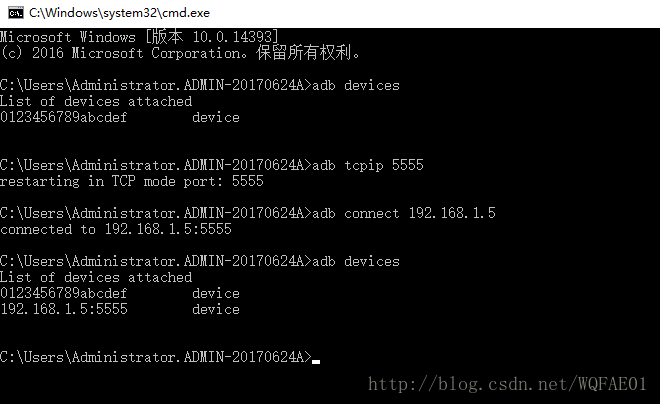 C:\Windows\system32\cmd.exe
Microsoft Windows [版本 10.0.14393]
(c) 2016 Microsoft Corporation。保留所有权利。
C:\Users\Administrator.ADMIN-20170624A>adb devices
List of devices attached
0123456789abcdef        device
C:\Users\Administrator.ADMIN-20170624A>adb tcpip 5555
restarting in TCP mode port: 5555
C:\Users\Administrator.ADMIN-20170624A>adb connect 192.168.1.5
connected to 192.168.1.5:5555
C:\Users\Administrator.ADMIN-20170624A>adb devices
List of devices attached
0123456789abcdef        device
192.168.1.5:5555        device
C:\Users\Administrator.ADMIN-20170624A>
http://blog.csdn.net/WQFAE01